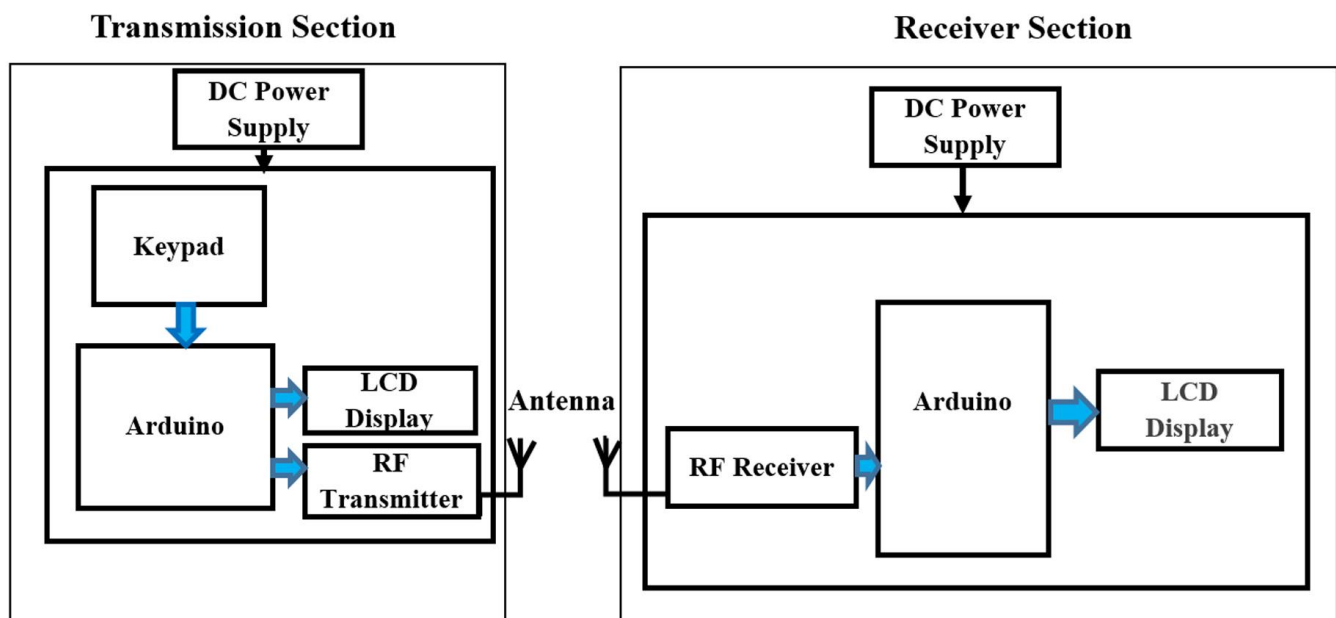 Transmission Section
DC Power
Supply
Keypad
Arduino
LCD
Display
RF
Transmitter
Antenna
Receiver Section
DC Power
Supply
RF Receiver
Arduino
LCD
Display